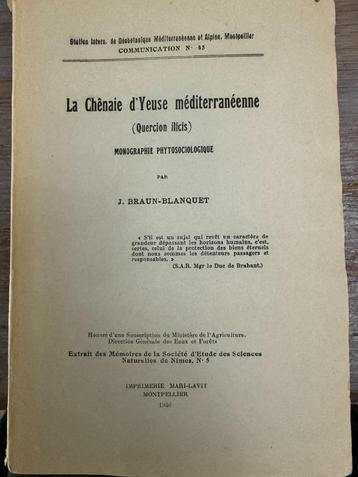 Station Intern. de Géobotanique Méditerranéenne et Alpine, Montpellier
COMMUNICATION N° 45
La Chênaie d'Yeuse méditerranéenne
(Quercion ilicis)
MONOGRAPHIE PHYTOSOCIOLOGIQUE
PAR
J. BRAUN-BLANQUET
« S'il est un sujet qui revêt un caractère de
grandeur dépassant les horizons humains, c'est,
certes, celui de la protection des biens éternels
dont nous sommes les détenteurs passagers et
responsables. »
(S.A.R. Mgr le Duc de Brabant.)
Honoré d'une Souscription du Ministère de l'Agriculture,
Direction Générale des Eaux et Forêts
Extrait des Mémoires de la Société d'Etude des Sciences
Naturelles de Nîmes, N° 5
IMPRIMERIE MARI-LAVIT
MONTPELLIER